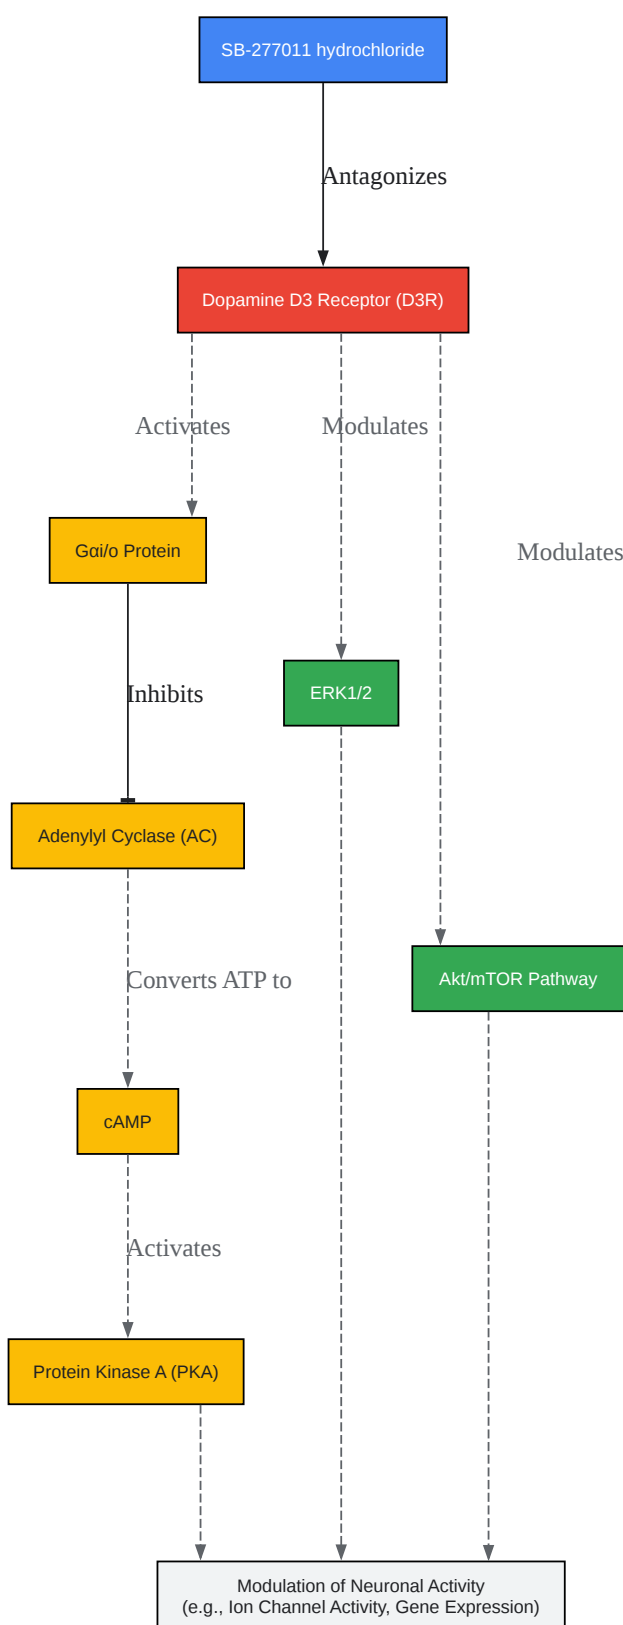 SB-277011 hydrochloride
Antagonizes
Dopamine D3 Receptor (D3R)
Activates
Modulates
Gαi/o Protein
Modulates
Inhibits
ERK1/2
Adenylyl Cyclase (AC)
Converts ATP to
Akt/mTOR Pathway
cAMP
Activates
Protein Kinase A (PKA)
Modulation of Neuronal Activity
(e.g., Ion Channel Activity, Gene Expression)